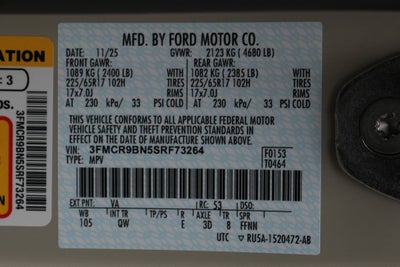 MFD. BY FORD MOTOR CO.
DATE: 11/25 GVWR: 2123 KG ( 4680 LB)
FRONT GAWR: REAR GAWR:
1089 KG ( 2400 LB) WITH 1082 KG ( 2385 LB) WITH
225/65R17 102H TIRES 225/65R17 102H TIRES
17x7.0J RIMS 17x7.0J RIMS
AT 230 kPa/ 33 PSI COLD AT 230 kPa/ 33 PSI COLD
THIS VEHICLE CONFORMS TO ALL APPLICABLE FEDERAL MOTOR
VEHICLE SAFETY, BUMPER, AND THEFT PREVENTION STANDARDS IN
EFFECT ON THE DATE OF MANUFACTURE SHOWN ABOVE.
VIN: 3FMCR9BN5SRF73264
TYPE: MPV
F0153
T0464
EXT PNT: VA RC: 53 DSO:
WB INT TR TP/PS R AXLE TR SPR
105 QW E 3D 8 FFNN
UTC RU5A-1520472-AB
ATION
: 3
OS.
3FMCR9BN5SRF73264